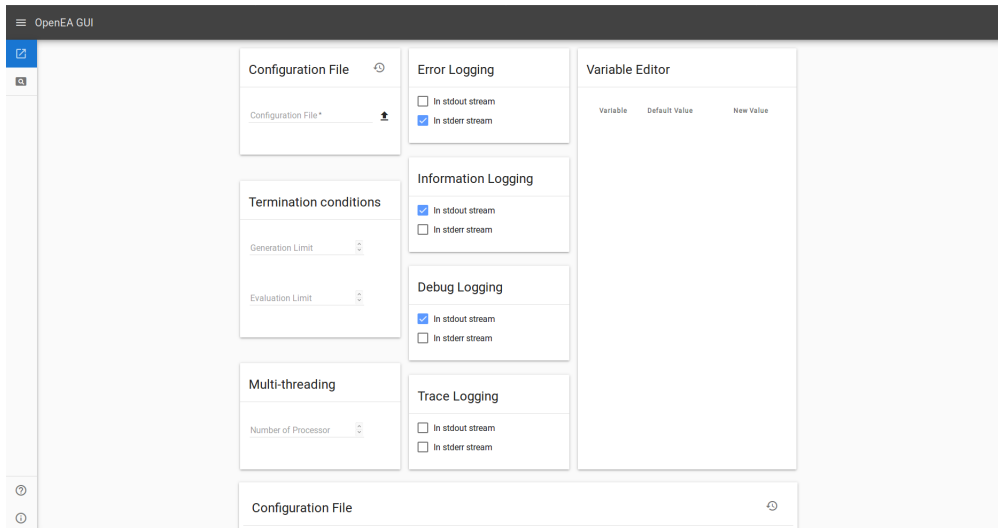 OpenEA GUI
Configuration File
Configuration File*
Termination conditions
Generation Limit
Evaluation Limit
Multi-threading
Number of Processor
Error Logging
In stdout stream
In stderr stream
Information Logging
In stdout stream
In stderr stream
Debug Logging
In stdout stream
In stderr stream
Trace Logging
In stdout stream
In stderr stream
Variable Editor
Variable Default Value New Value
Configuration File